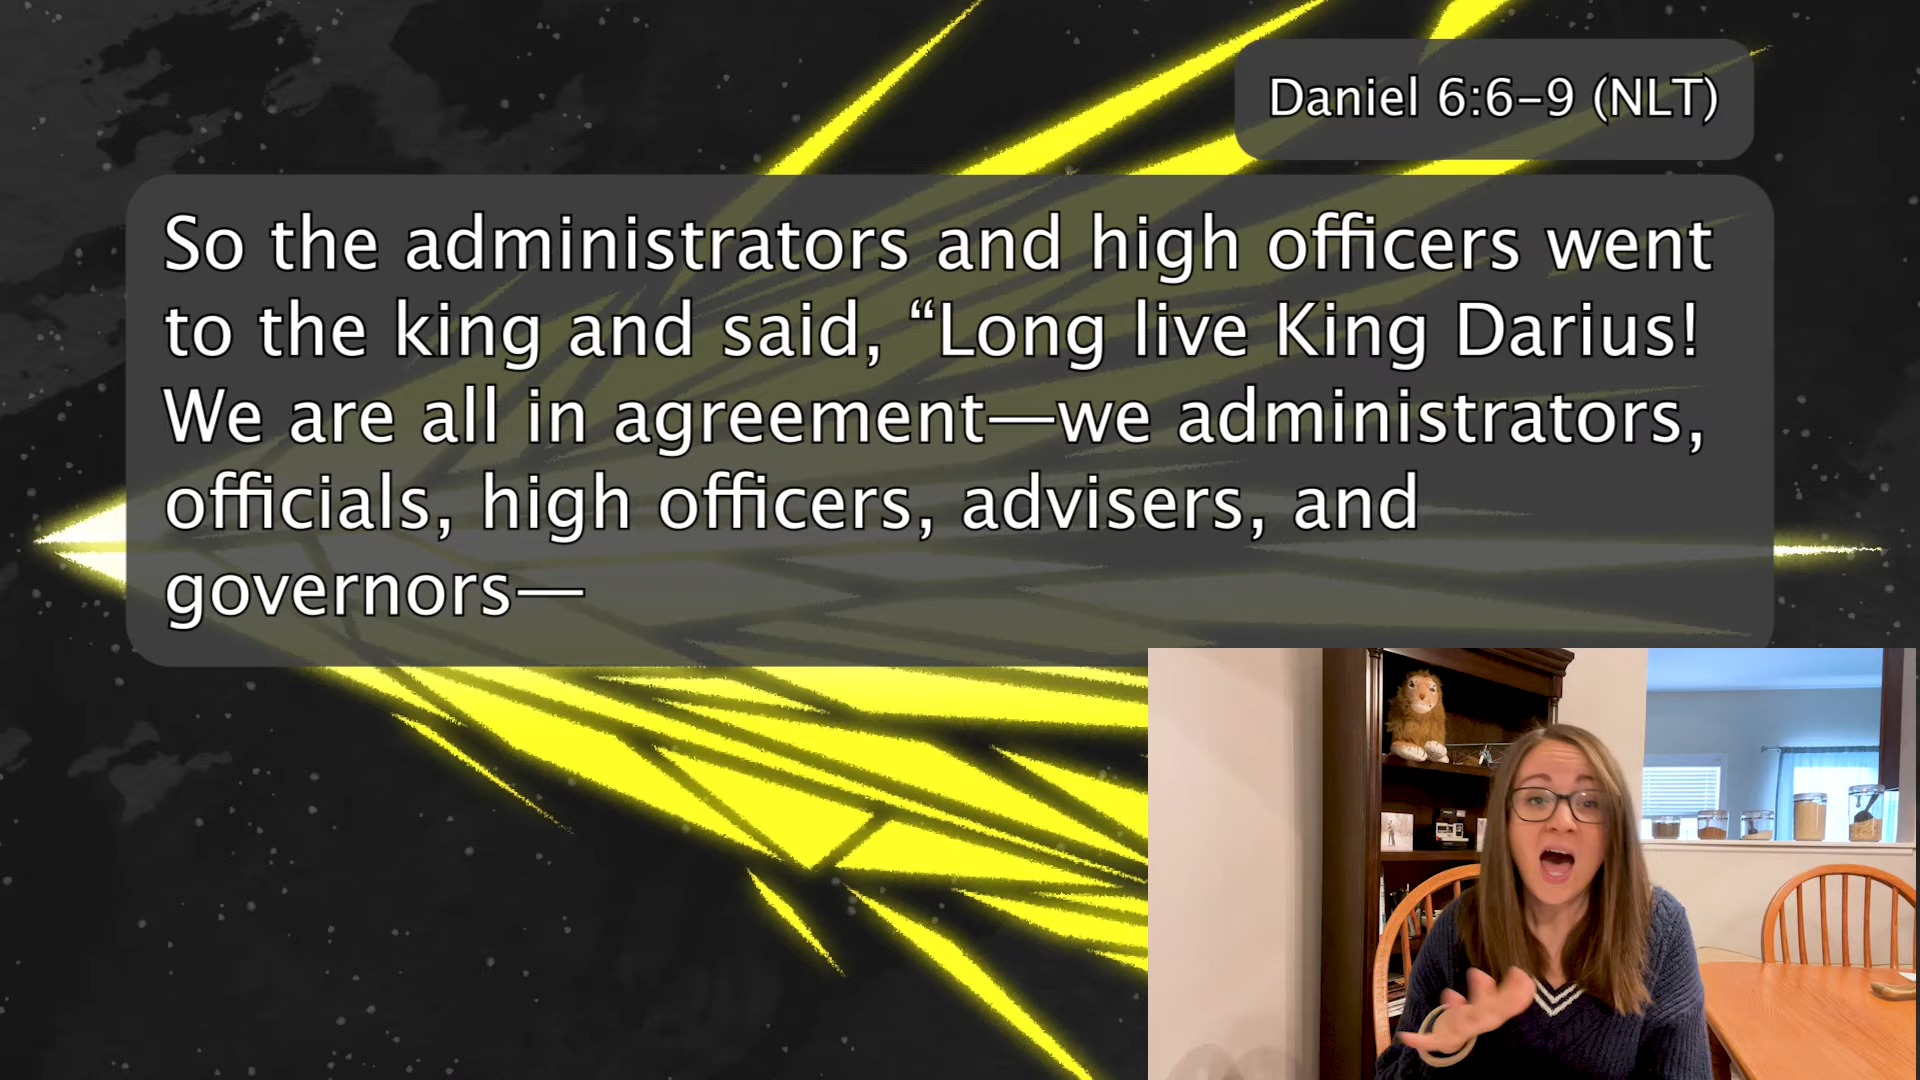 Daniel 6:6–9 (NLT)
So the administrators and high officers went
to the king and said, “Long live King Darius!
We are all in agreement—we administrators,
officials, high officers, advisers, and
governors—